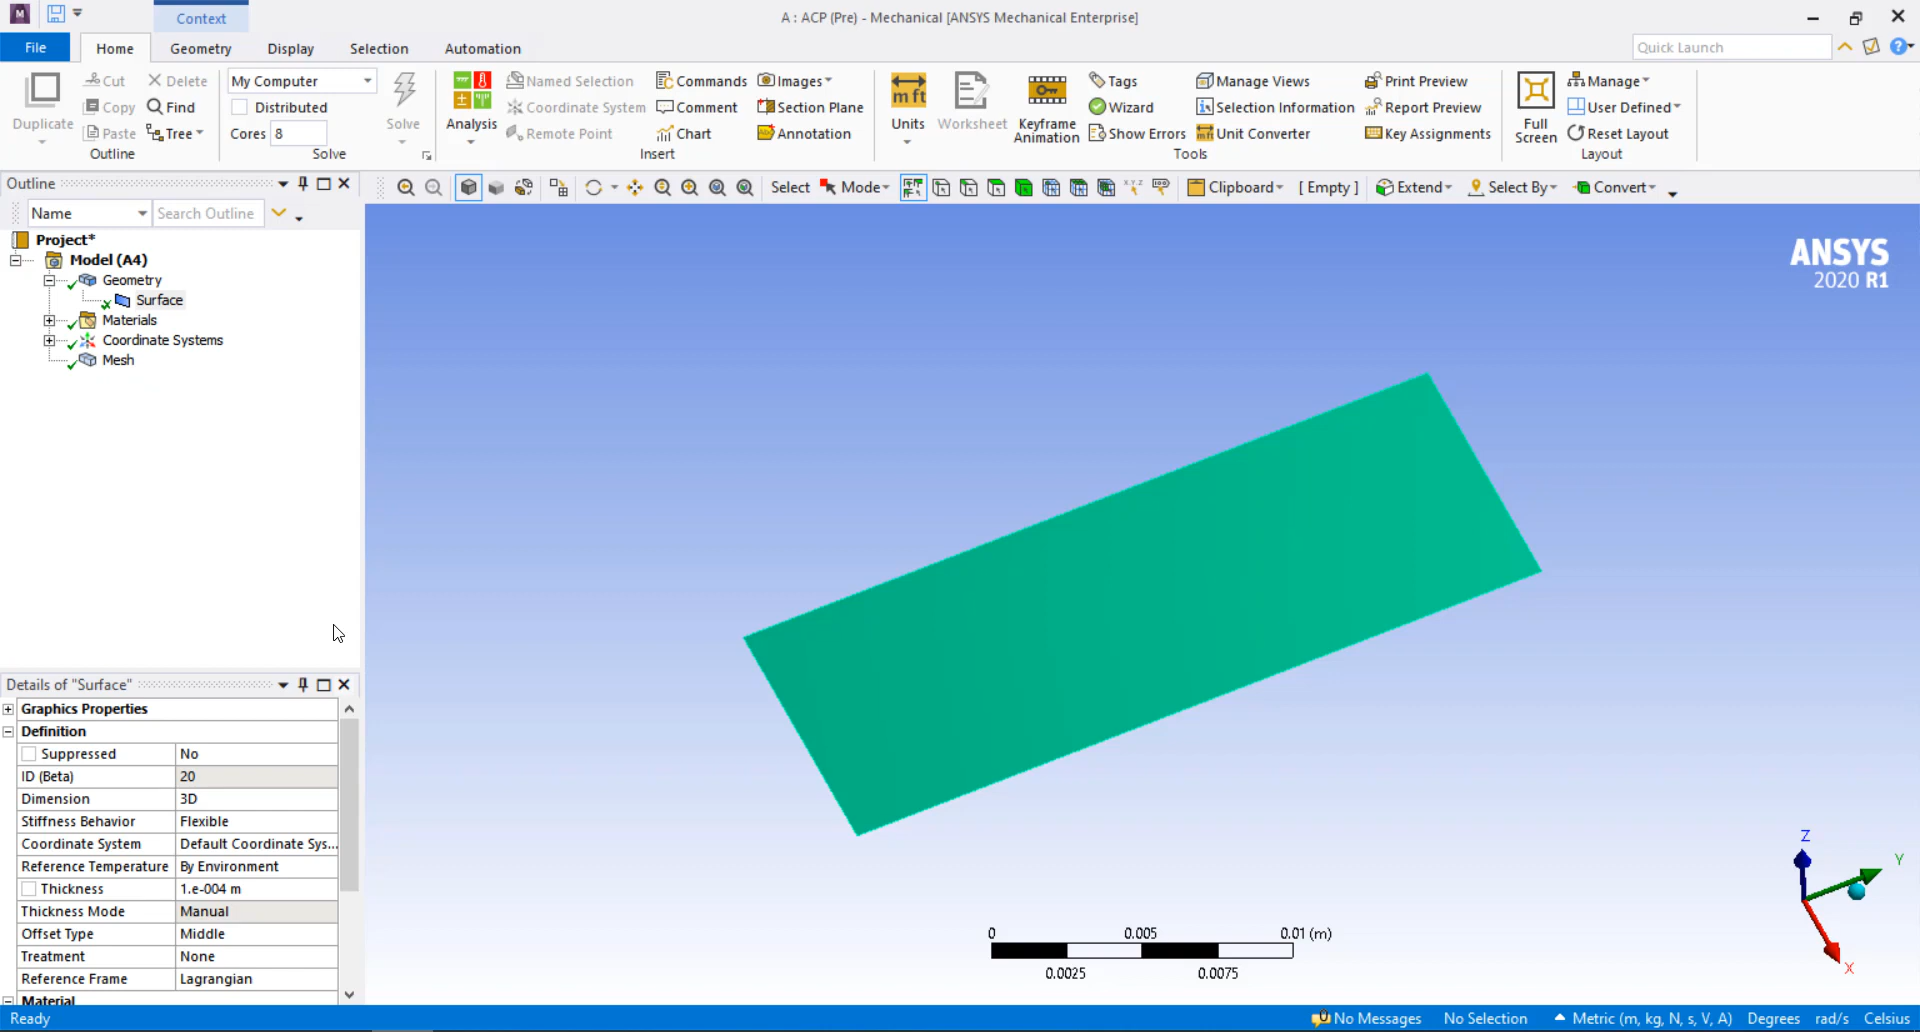 Context
A : ACP (Pre) - Mechanical [ANSYS Mechanical Enterprise]
File Home Geometry Display Selection Automation Quick Launch
Duplicate Cut Delete My Computer Solve Analysis Named Selection Commands Images Units Worksheet Keyframe Animation Tags Manage Views Print Preview Full Screen Manage
Copy Find Distributed Coordinate System Comment Section Plane Wizard Selection Information Report Preview User Defined
Paste Tree Cores 8 Remote Point Chart Annotation Show Errors Unit Converter Key Assignments Reset Layout
Outline Solve Insert Tools Layout
Outline
Select Mode Clipboard [ Empty ] Extend Select By Convert
Name Search Outline
Project*
Model (A4)
Geometry
Surface
Materials
Coordinate Systems
Mesh
ANSYS
2020 R1
Details of "Surface"
Graphics Properties
Definition
Suppressed No
ID (Beta) 20
Dimension 3D
Stiffness Behavior Flexible
Coordinate System Default Coordinate Sys...
Reference Temperature By Environment
Thickness 1.e-004 m
Thickness Mode Manual
Offset Type Middle
Treatment None
Reference Frame Lagrangian
Material
Z
Y
X
0 0.005 0.01 (m)
0.0025 0.0075
Ready No Messages No Selection Metric (m, kg, N, s, V, A) Degrees rad/s Celsius